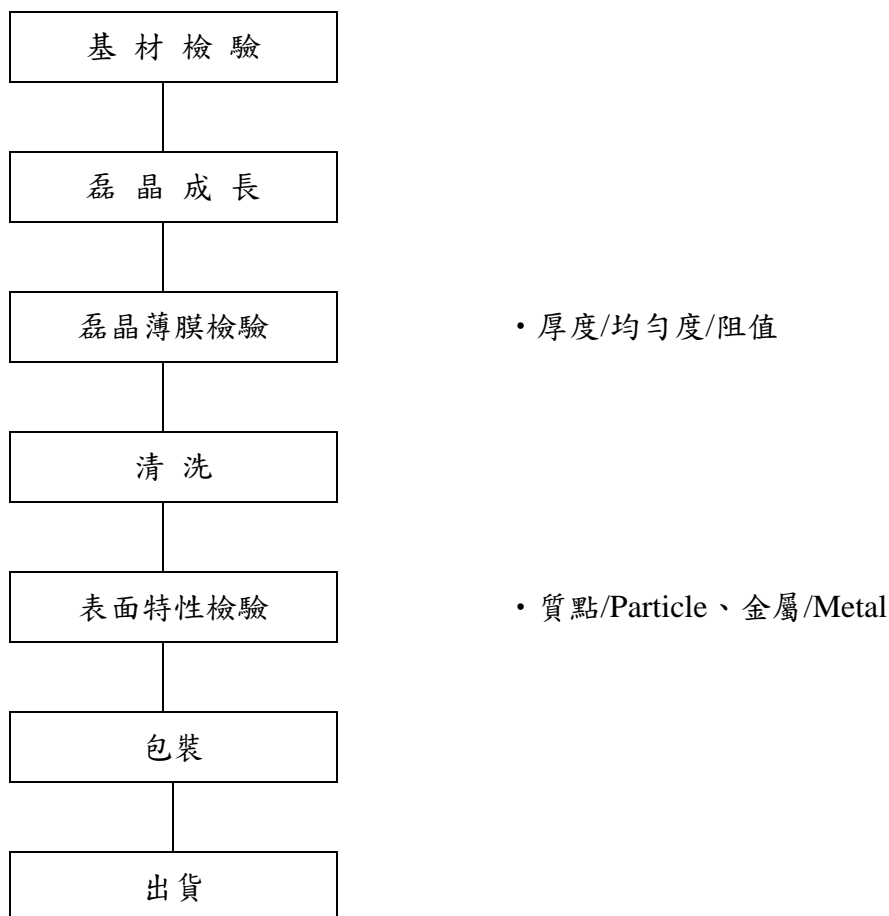 基 材 檢 驗
磊 晶 成 長
磊晶薄膜檢驗
・厚度/均勻度/阻值
清 洗
表面特性檢驗
・質點/Particle、金屬/Metal
包裝
出貨